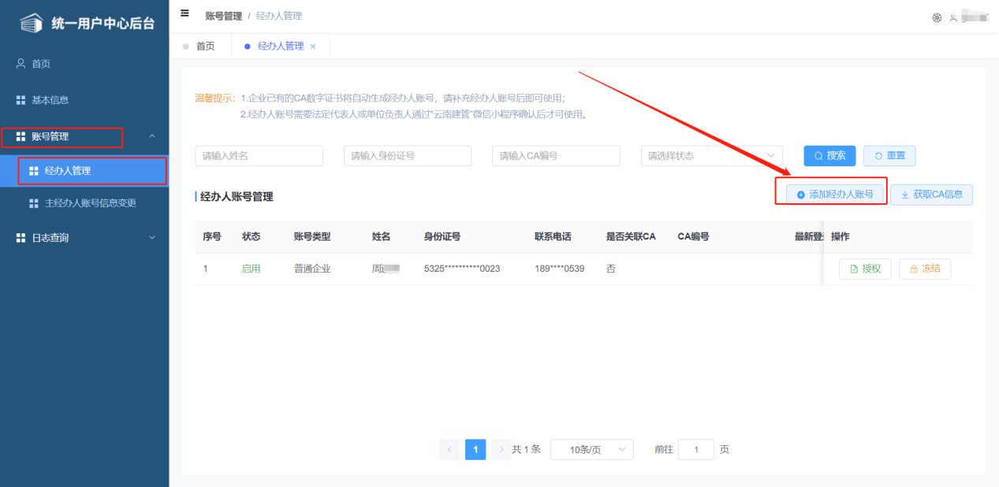 统一用户中心后台
账号管理 / 经办人管理
首页
经办人管理 ×
首页
基本信息
账号管理
经办人管理
主经办人账号信息变更
日志查询
温馨提示: 1.企业已有的CA数字证书将自动生成经办人账号，请补充经办人账号后即可使用；
2.经办人账号需要法定代表人或单位负责人通过“云南建管”微信小程序确认后才可使用。
请输入姓名 请输入身份证号 请输入CA编号 请选择状态 搜索 重置
经办人账号管理 添加经办人账号 获取CA信息
序号 状态 账号类型 姓名 身份证号 联系电话 是否关联CA CA编号 最新登 操作
1 启用 普通企业 周 5325**********0023 189****0539 否 授权 冻结
< 1 > 共 1 条 10条/页 前往 1 页